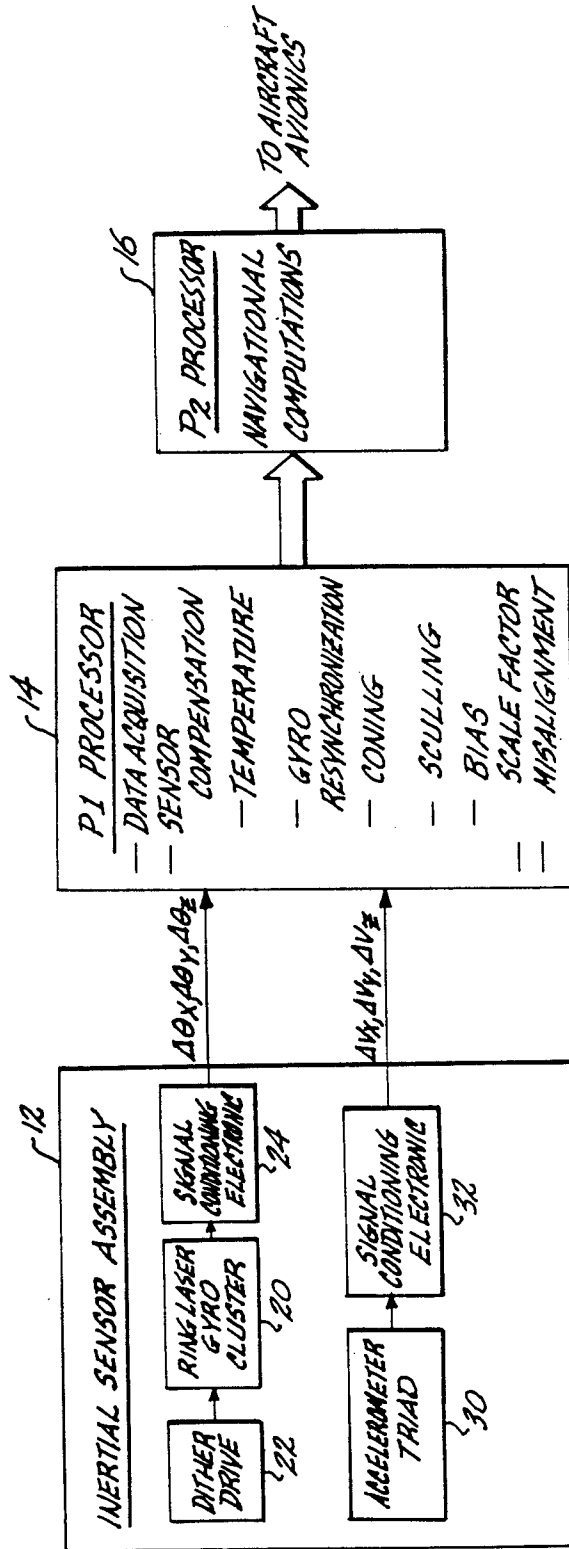 12
INERTIAL SENSOR ASSEMBLY
DITHER
DRIVE
22
RING LASER
GYRO
CLUSTER
20
SIGNAL
CONDITIONING
ELECTRONIC
24
ACCELEROMETER
TRIAD
30
SIGNAL
CONDITIONING
ELECTRONIC
32
ΔθX, ΔθY, ΔθZ
ΔVX, ΔVY, ΔVZ
14
P1 PROCESSOR
— DATA ACQUISITION
— SENSOR
COMPENSATION
— TEMPERATURE
— GYRO
RESYNCHRONIZATION
— CONING
— SCULLING
— BIAS
— SCALE FACTOR
— MISALIGNMENT
16
P2 PROCESSOR
NAVIGATIONAL
COMPUTATIONS
TO AIRCRAFT
AVIONICS